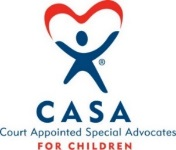 ®
CASA
Court Appointed Special Advocates
FOR CHILDREN